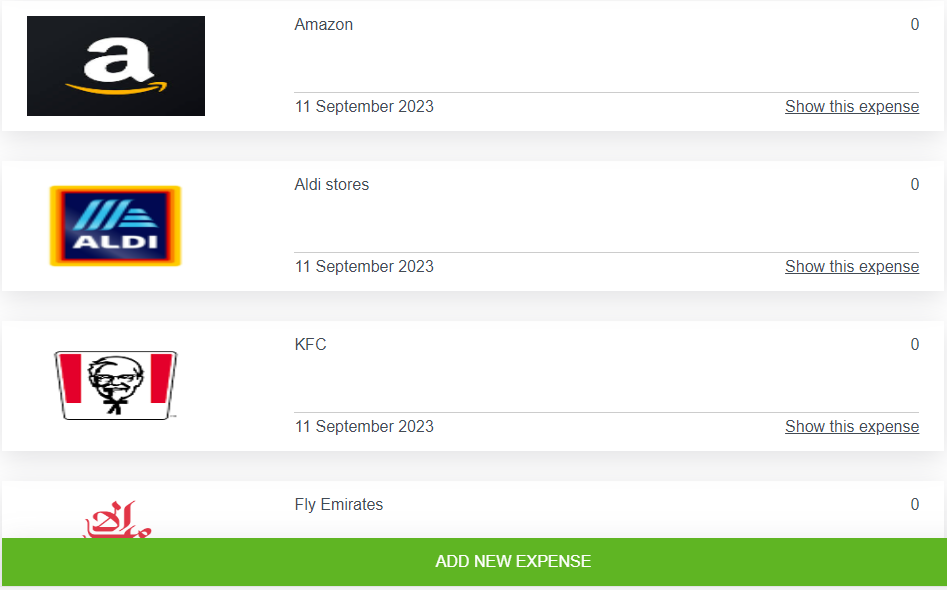 Amazon 0
a
11 September 2023 Show this expense
Aldi stores 0
ALDI
11 September 2023 Show this expense
KFC 0
11 September 2023 Show this expense
Fly Emirates 0
ADD NEW EXPENSE